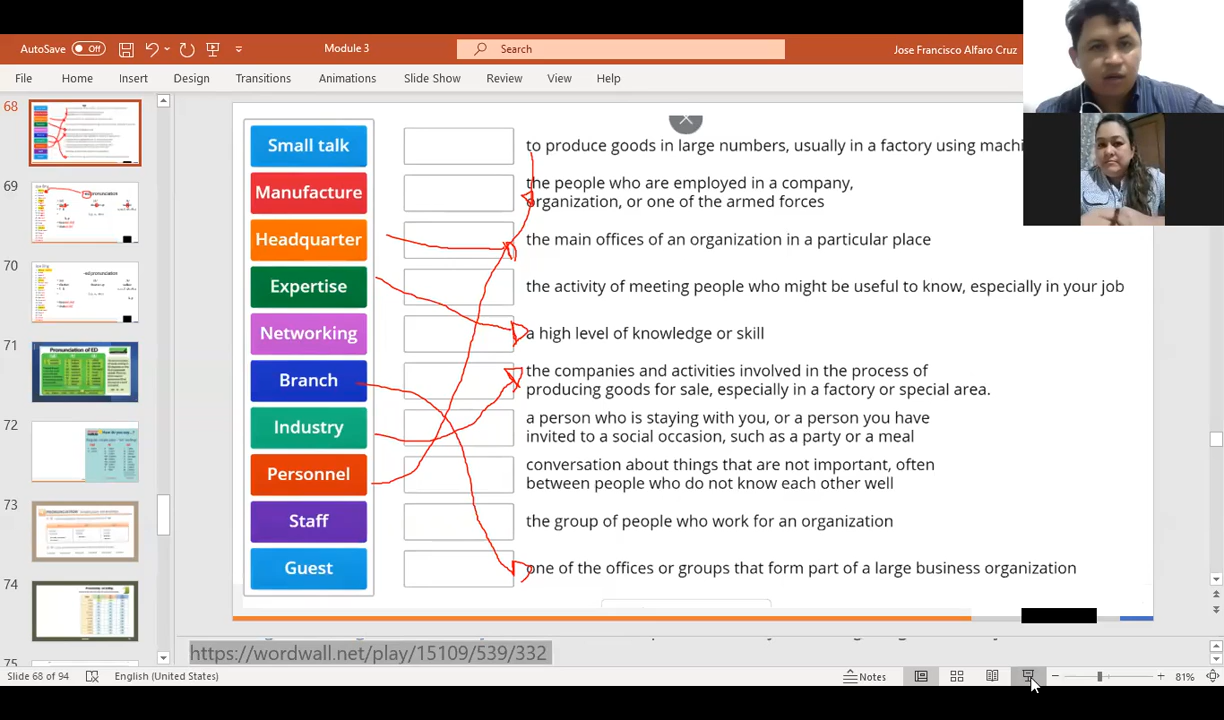 AutoSave Off Module 3 Search Jose Francisco Alfaro Cruz
File Home Insert Design Transitions Animations Slide Show Review View Help
68
69
70
71
72
73
74
75
Small talk
Manufacture
Headquarter
Expertise
Networking
Branch
Industry
Personnel
Staff
Guest
to produce goods in large numbers, usually in a factory using machi
the people who are employed in a company,
organization, or one of the armed forces
the main offices of an organization in a particular place
the activity of meeting people who might be useful to know, especially in your job
a high level of knowledge or skill
the companies and activities involved in the process of
producing goods for sale, especially in a factory or special area.
a person who is staying with you, or a person you have
invited to a social occasion, such as a party or a meal
conversation about things that are not important, often
between people who do not know each other well
the group of people who work for an organization
one of the offices or groups that form part of a large business organization
https://wordwall.net/play/15109/539/332
Slide 68 of 94 English (United States) Notes 81%